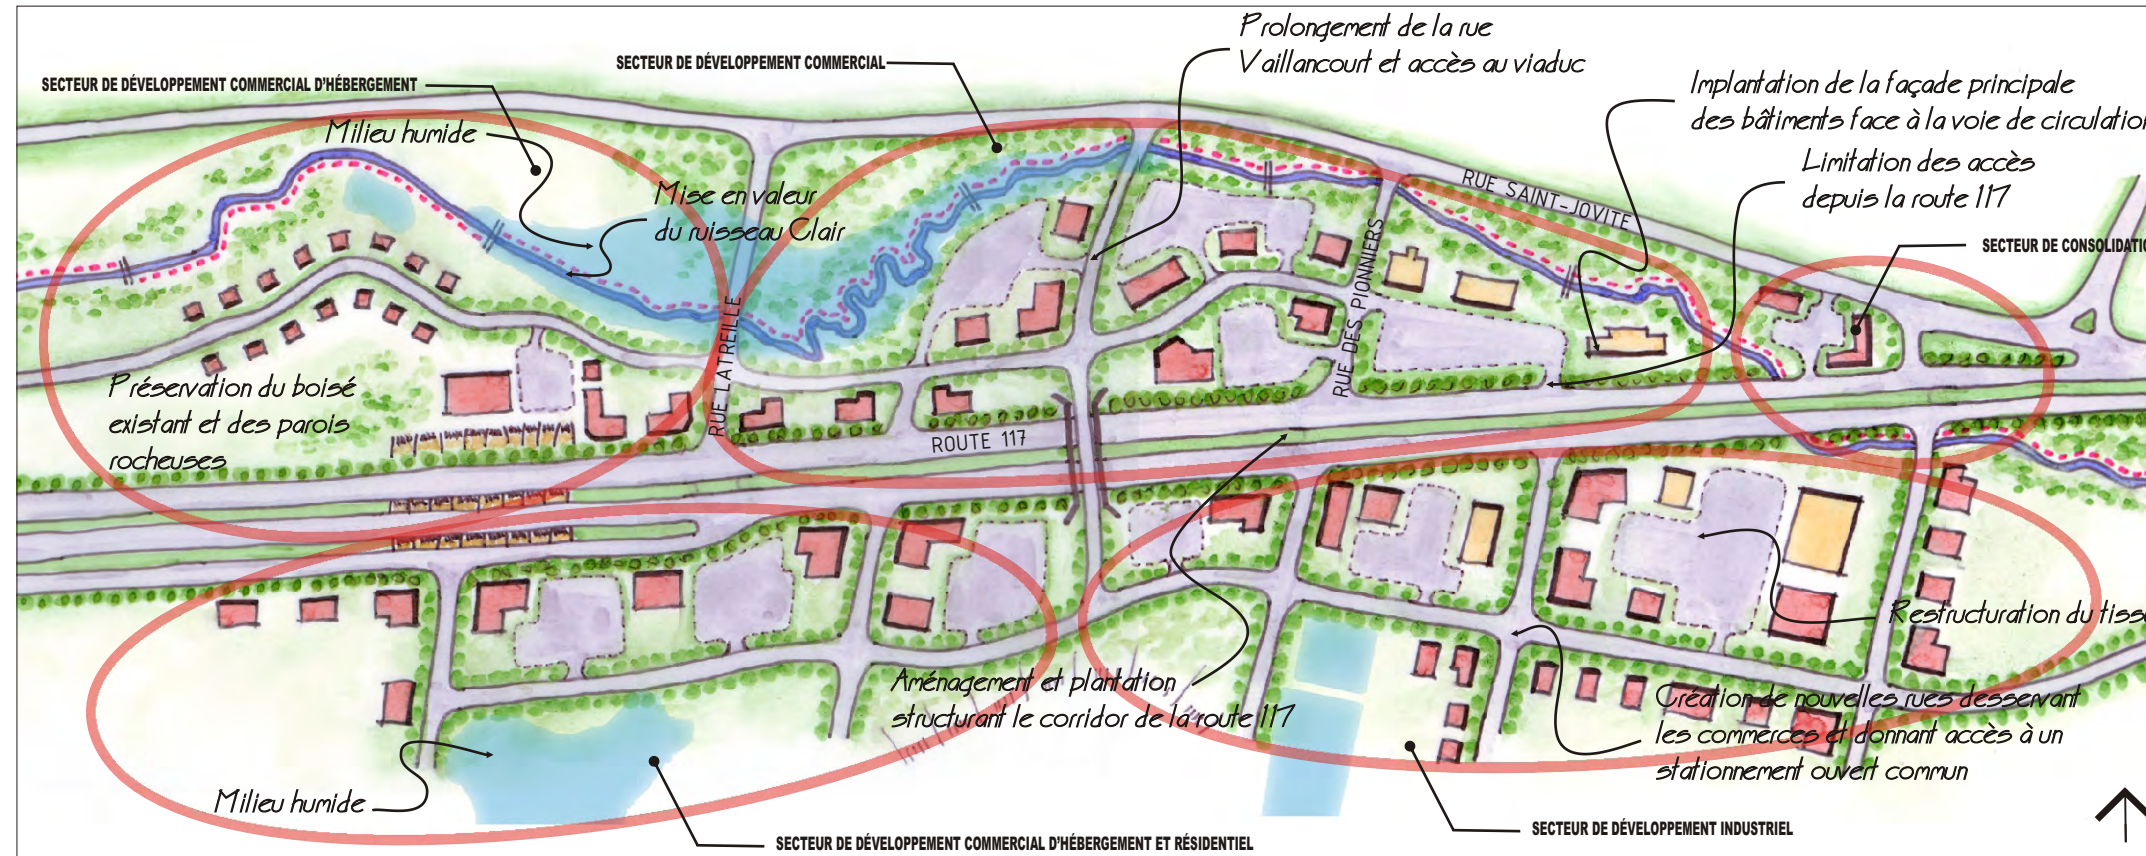 Prolongement de la rue
Vaillancourt et accès au viaduc
SECTEUR DE DÉVELOPPEMENT COMMERCIAL
SECTEUR DE DÉVELOPPEMENT COMMERCIAL D'HÉBERGEMENT
Implantation de la façade principale
des bâtiments face à la voie de circulation
Milieu humide
Limitation des accès
depuis la route 117
Mise en valeur
du ruisseau Clair
RUE SAINT-JOVITE
SECTEUR DE CONSOLIDATIO
RUE DES PIONNIERS
RUE LATREILLE
Préservation du boisé
existant et des parois
rocheuses
ROUTE 117
Restructuration du tiss
Aménagement et plantation
structurant le corridor de la route 117
Création de nouvelles rues desservant
les commerces et donnant accès à un
stationnement ouvert commun
Milieu humide
SECTEUR DE DÉVELOPPEMENT INDUSTRIEL
SECTEUR DE DÉVELOPPEMENT COMMERCIAL D'HÉBERGEMENT ET RÉSIDENTIEL